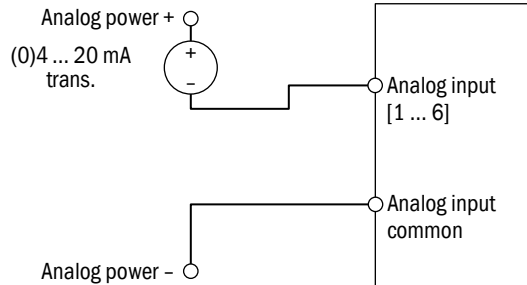 Analog power +
(0)4 ... 20 mA
trans.
+
–
Analog input
[1 ... 6]
Analog input
common
Analog power –